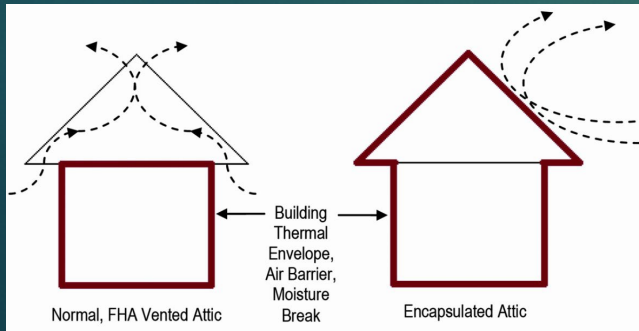 Building
Thermal
Envelope,
Air Barrier,
Moisture
Break
Normal, FHA Vented Attic
Encapsulated Attic